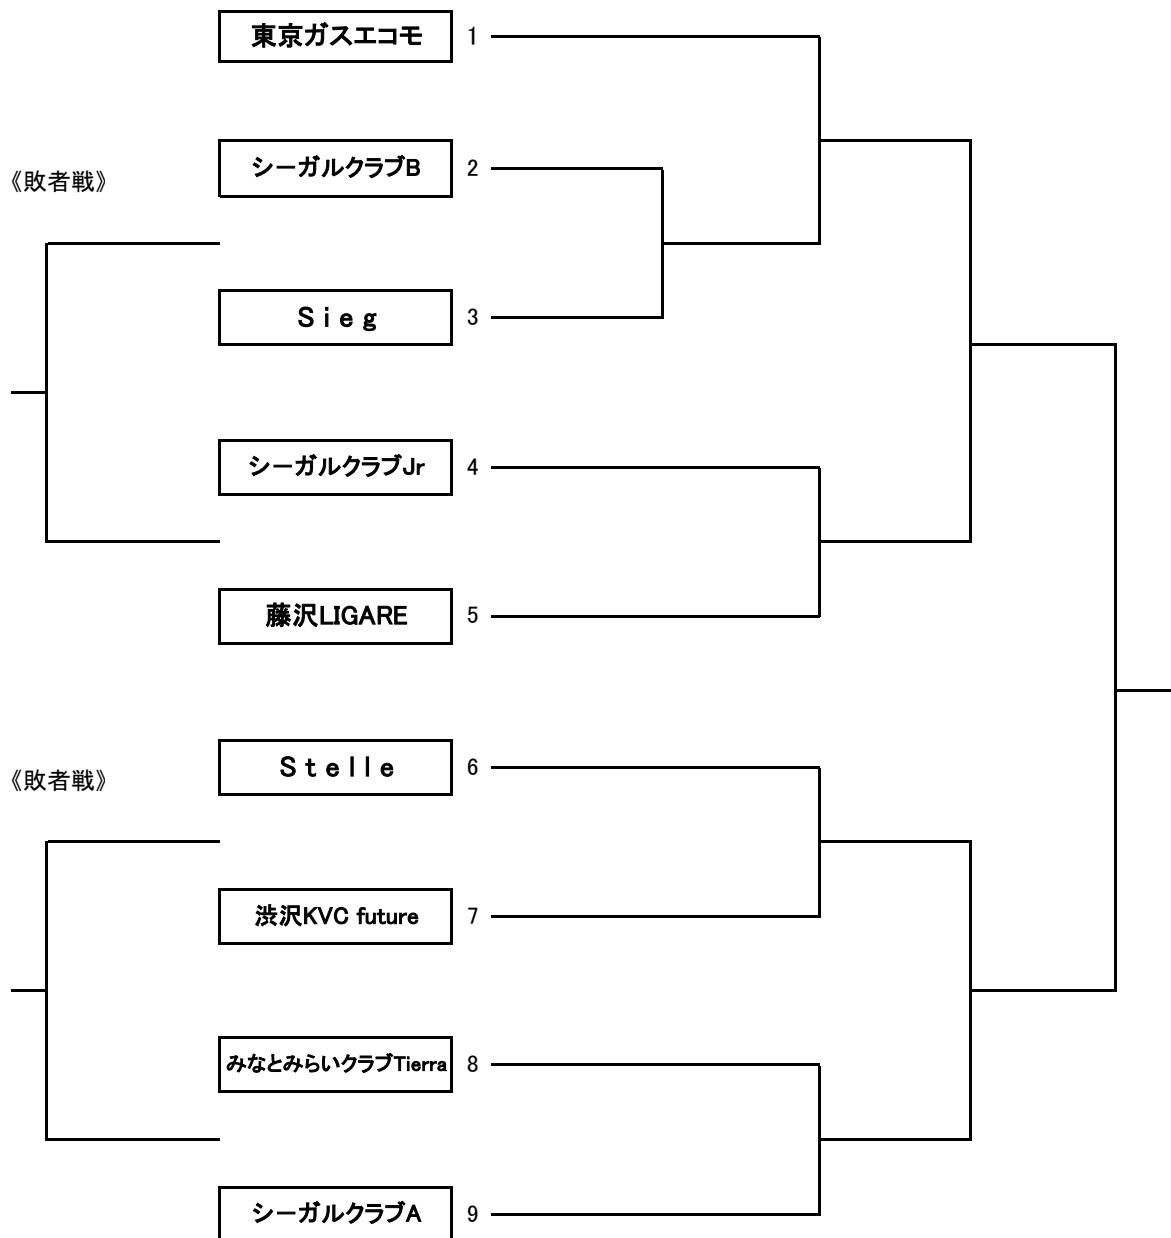 東京ガスエコモ 1
シーガルクラブB 2
《敗者戦》
Sieg 3
シーガルクラブJr 4
藤沢LIGARE 5
Stelle 6
《敗者戦》
渋沢KVC future 7
みなとみらいクラブTierra 8
シーガルクラブA 9